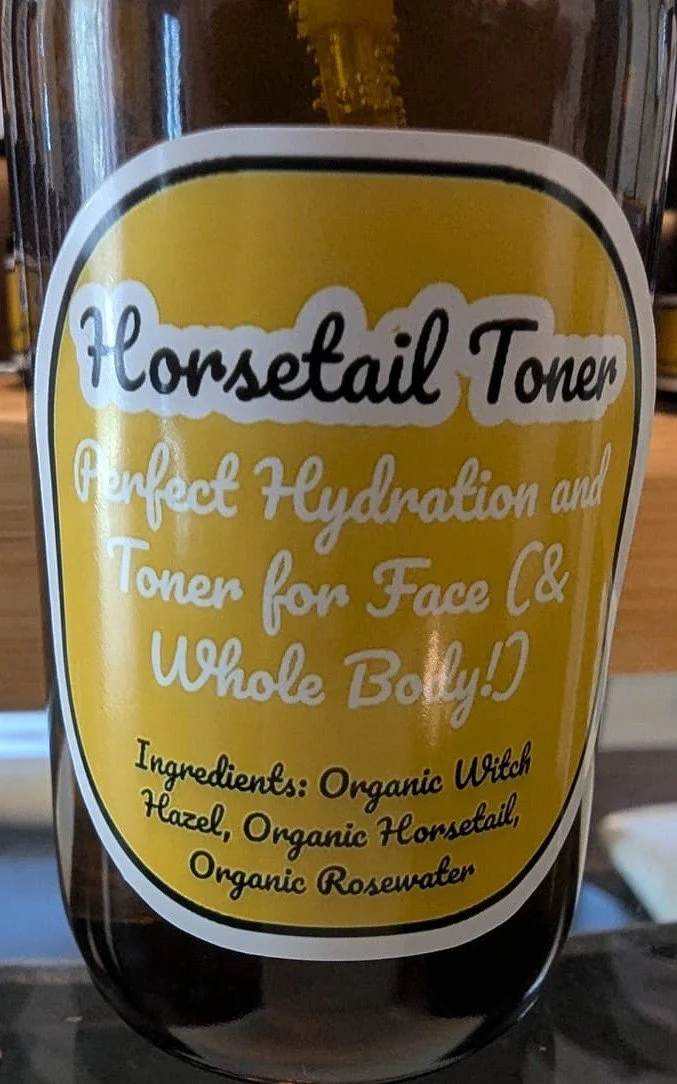 Horsetail Toner
Perfect Hydration and
Toner for Face (&
Whole Body!)
Ingredients: Organic Witch
Hazel, Organic Horsetail,
Organic Rosewater